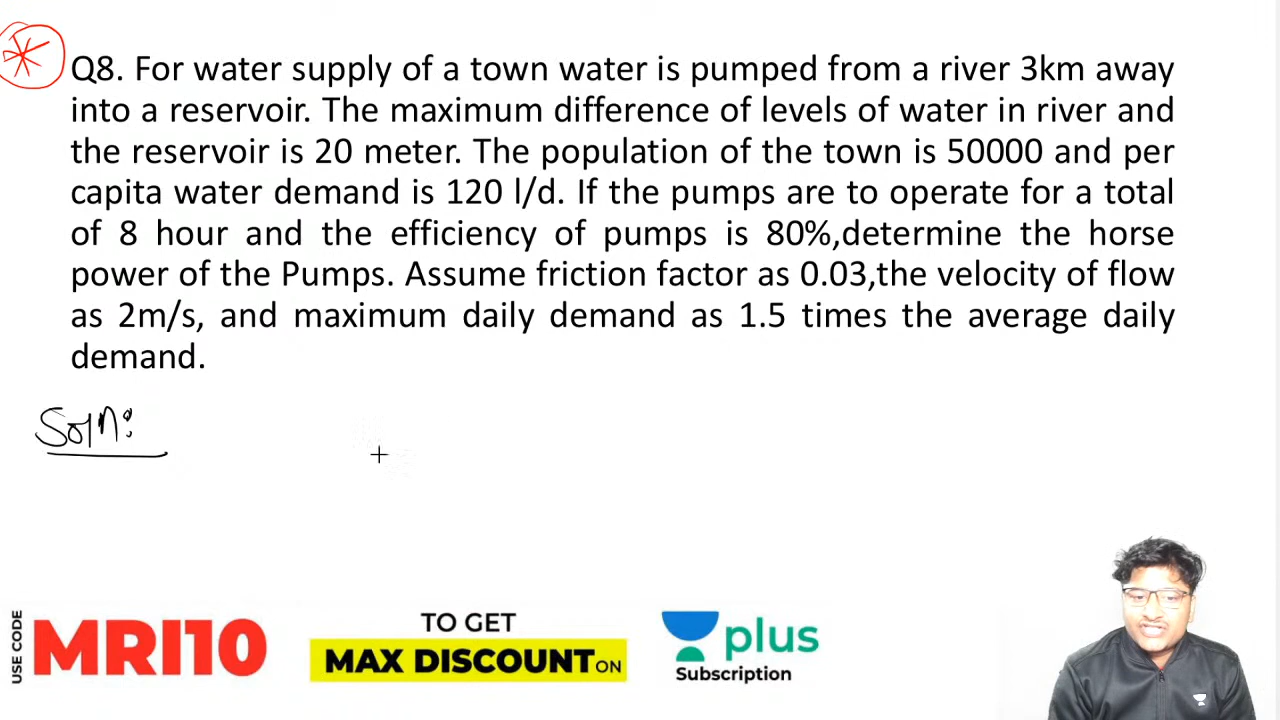 Q8. For water supply of a town water is pumped from a river 3km away
into a reservoir. The maximum difference of levels of water in river and
the reservoir is 20 meter. The population of the town is 50000 and per
capita water demand is 120 l/d. If the pumps are to operate for a total
of 8 hour and the efficiency of pumps is 80%,determine the horse
power of the Pumps. Assume friction factor as 0.03,the velocity of flow
as 2m/s, and maximum daily demand as 1.5 times the average daily
demand.
Soln:
USE CODE
MRI10
TO GET
MAX DISCOUNT ON
plus
Subscription